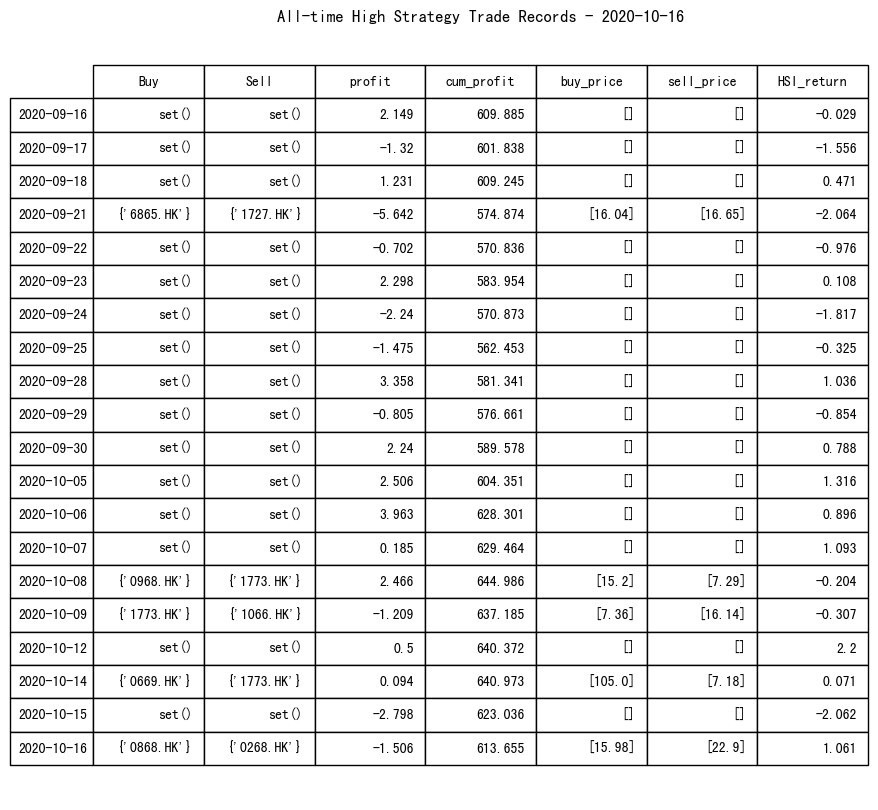 All-time High Strategy Trade Records - 2020-10-16
Buy Sell profit cum_profit buy_price sell_price HSI_return
2020-09-16 set() set() 2.149 609.885 [] [] -0.029
2020-09-17 set() set() -1.32 601.838 [] [] -1.556
2020-09-18 set() set() 1.231 609.245 [] [] 0.471
2020-09-21 {'6865.HK'} {'1727.HK'} -5.642 574.874 [16.04] [16.65] -2.064
2020-09-22 set() set() -0.702 570.836 [] [] -0.976
2020-09-23 set() set() 2.298 583.954 [] [] 0.108
2020-09-24 set() set() -2.24 570.873 [] [] -1.817
2020-09-25 set() set() -1.475 562.453 [] [] -0.325
2020-09-28 set() set() 3.358 581.341 [] [] 1.036
2020-09-29 set() set() -0.805 576.661 [] [] -0.854
2020-09-30 set() set() 2.24 589.578 [] [] 0.788
2020-10-05 set() set() 2.506 604.351 [] [] 1.316
2020-10-06 set() set() 3.963 628.301 [] [] 0.896
2020-10-07 set() set() 0.185 629.464 [] [] 1.093
2020-10-08 {'0968.HK'} {'1773.HK'} 2.466 644.986 [15.2] [7.29] -0.204
2020-10-09 {'1773.HK'} {'1066.HK'} -1.209 637.185 [7.36] [16.14] -0.307
2020-10-12 set() set() 0.5 640.372 [] [] 2.2
2020-10-14 {'0669.HK'} {'1773.HK'} 0.094 640.973 [105.0] [7.18] 0.071
2020-10-15 set() set() -2.798 623.036 [] [] -2.062
2020-10-16 {'0868.HK'} {'0268.HK'} -1.506 613.655 [15.98] [22.9] 1.061